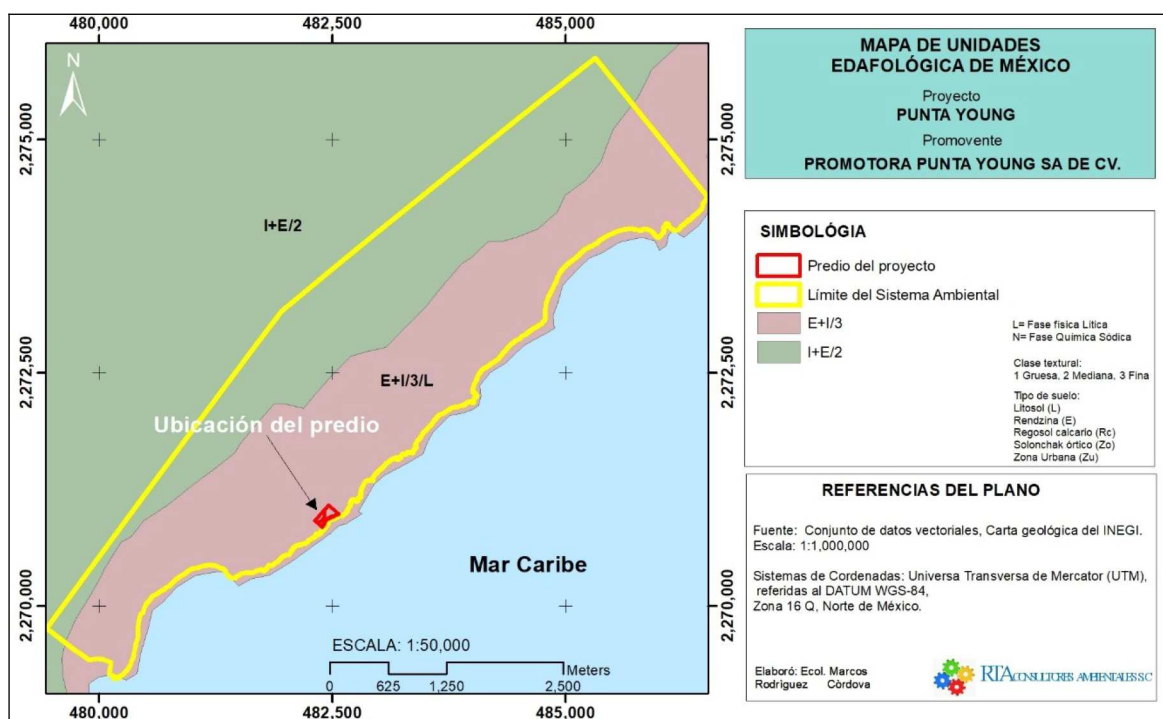 480,000
482,500
485,000
N
2,275,000
2,275,000
I+E/2
2,272,500
2,272,500
E+I/3/L
Ubicación del predio
Mar Caribe
2,270,000
2,270,000
ESCALA: 1:50,000
Meters
0 625 1,250 2,500
480,000
482,500
485,000
MAPA DE UNIDADES
EDAFOLÓGICA DE MÉXICO
Proyecto
PUNTA YOUNG
Promovente
PROMOTORA PUNTA YOUNG SA DE CV.
SIMBOLÓGIA
Predio del proyecto
Límite del Sistema Ambiental
E+I/3
I+E/2
L= Fase física Lítica
N= Fase Química Sódica
Clase textural:
1 Gruesa, 2 Mediana, 3 Fina
Tipo de suelo:
Litosol (L)
Rendzina (E)
Regosol calcario (Rc)
Solonchak órtico (Zo)
Zona Urbana (Zu)
REFERENCIAS DEL PLANO
Fuente: Conjunto de datos vectoriales, Carta geológica del INEGI.
Escala: 1:1,000,000
Sistemas de Cordenadas: Universa Transversa de Mercator (UTM),
referidas al DATUM WGS-84,
Zona 16 Q, Norte de México.
Elaboró: Ecol. Marcos
Rodrìguez Còrdova
RTA CONSULTORES AMBIENTALES S.C